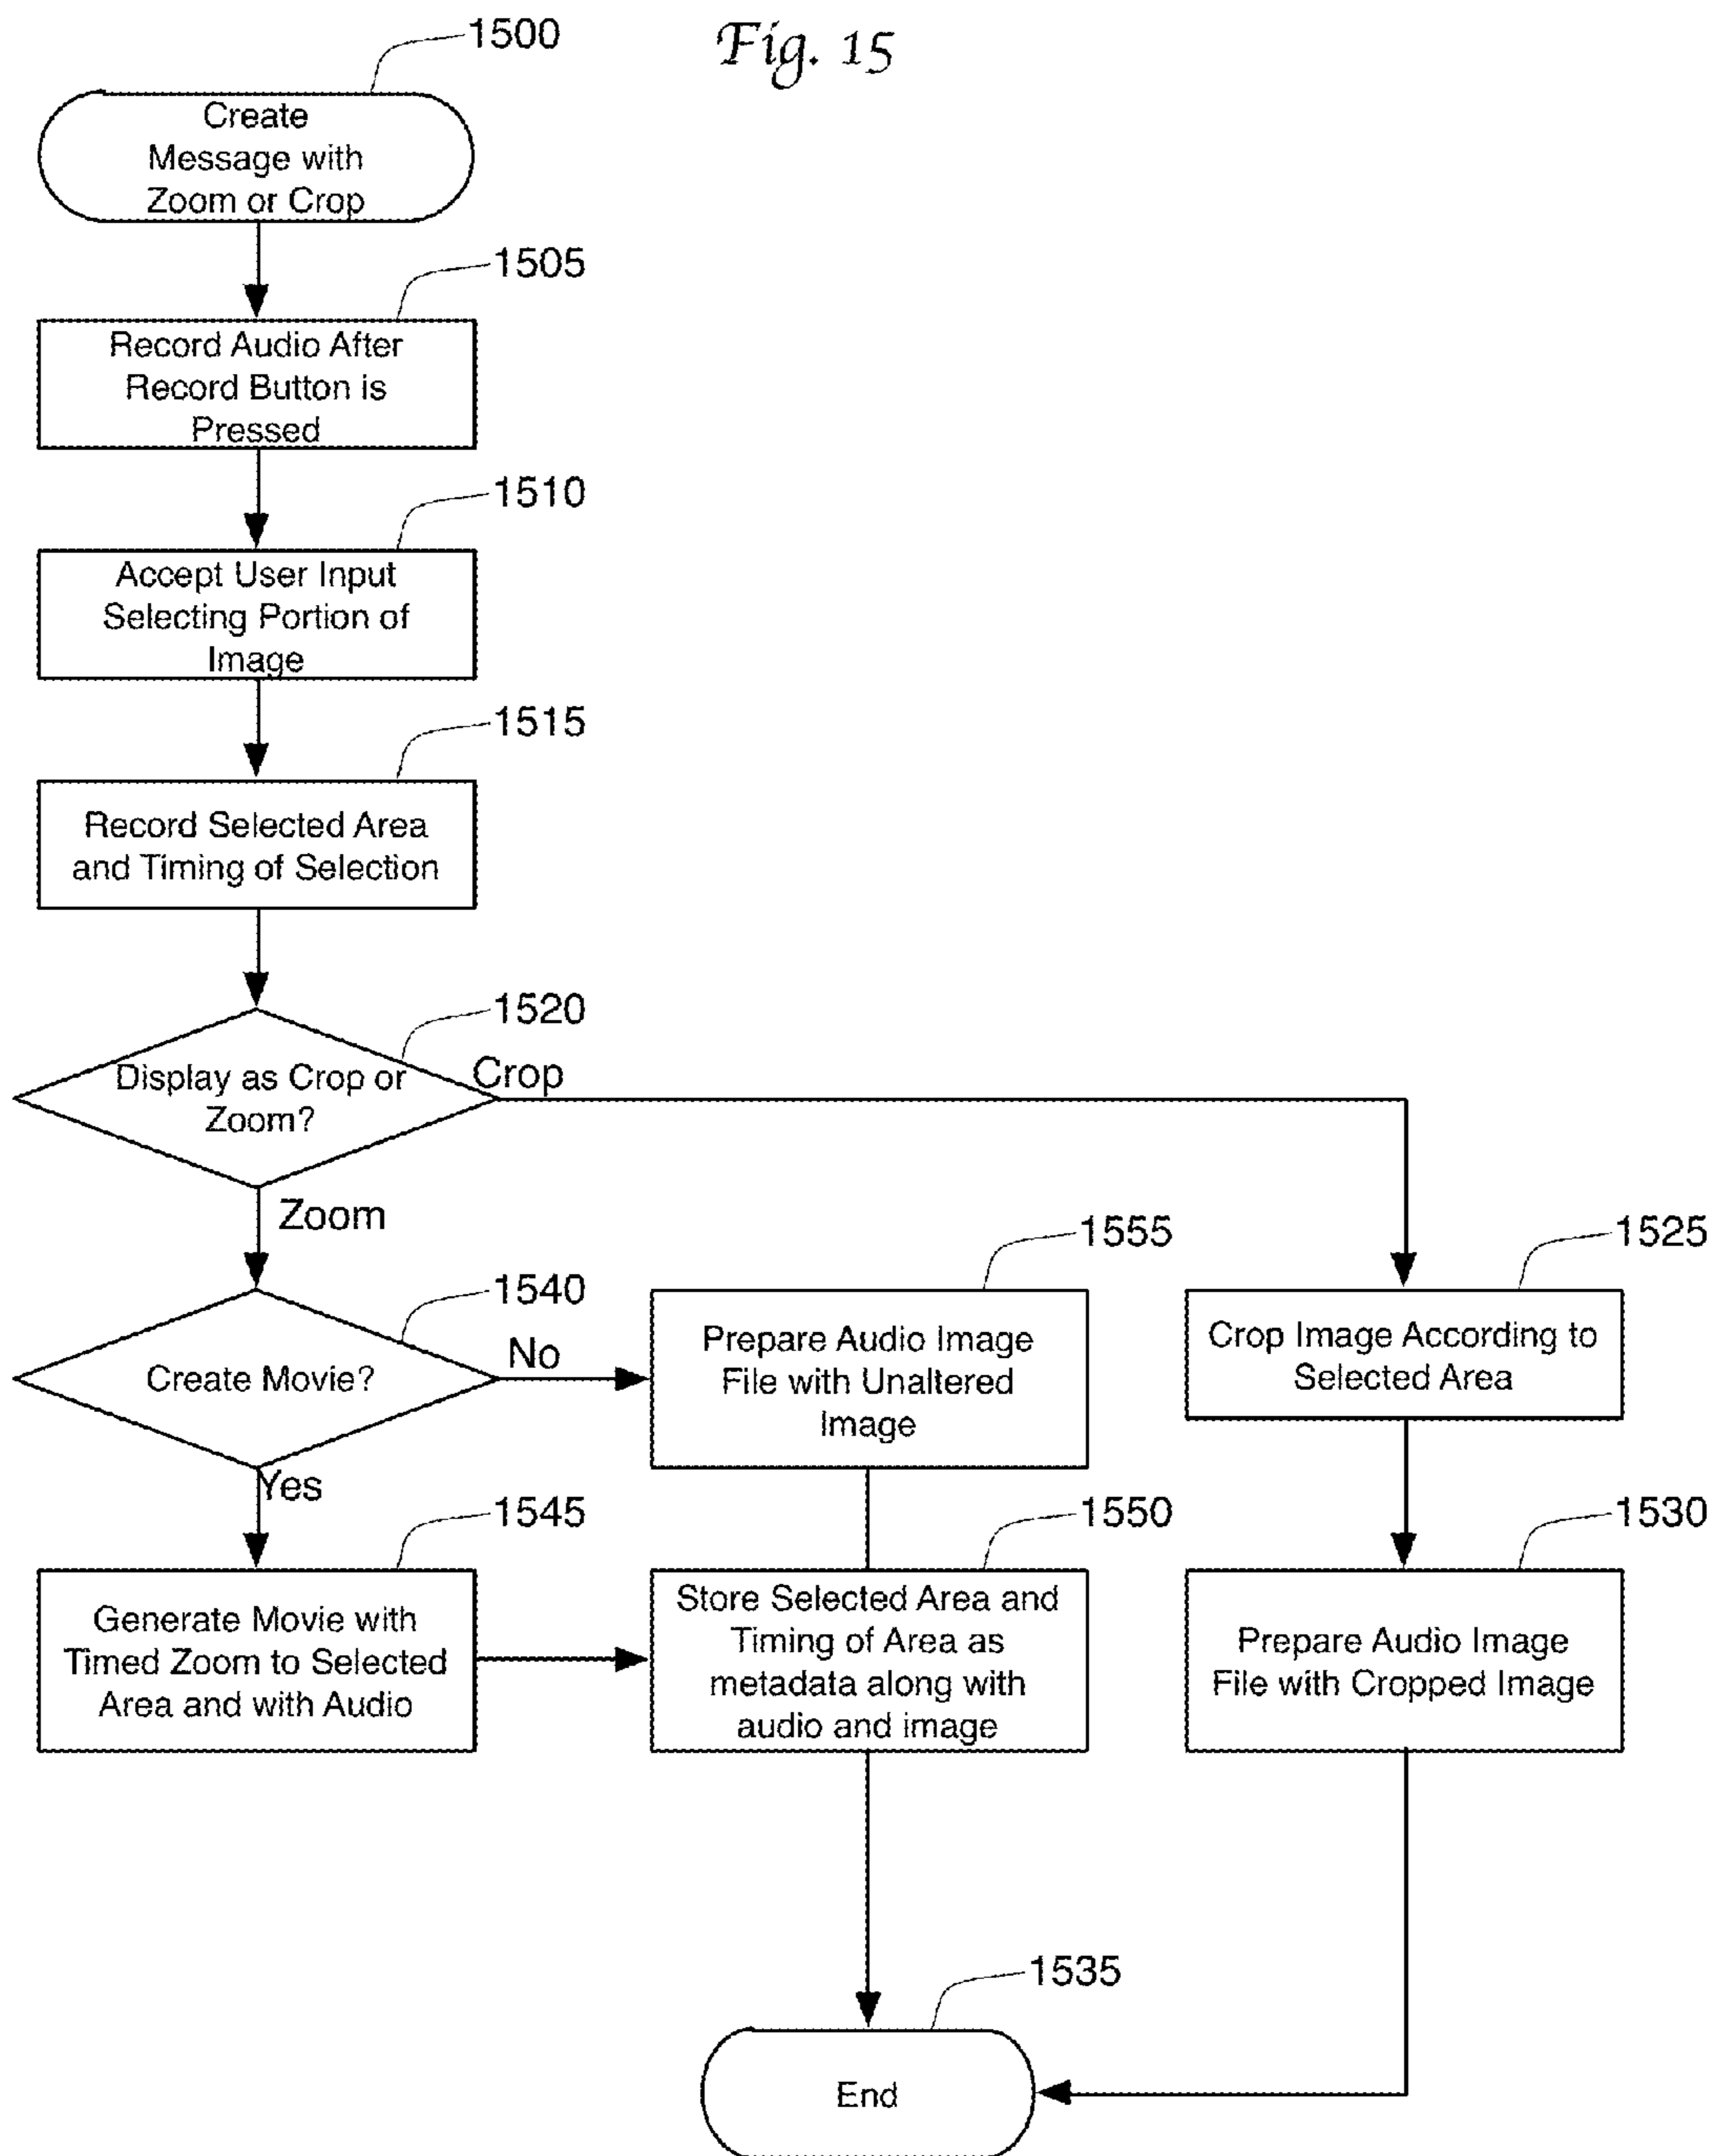 Fig. 15
1500
Create
Message with
Zoom or Crop
1505
Record Audio After
Record Button is
Pressed
1510
Accept User Input
Selecting Portion of
Image
1515
Record Selected Area
and Timing of Selection
1520
Display as Crop or
Zoom?
Crop
Zoom
1540
Create Movie?
No
Yes
1555
Prepare Audio Image
File with Unaltered
Image
1525
Crop Image According to
Selected Area
1545
Generate Movie with
Timed Zoom to Selected
Area and with Audio
1550
Store Selected Area and
Timing of Area as
metadata along with
audio and image
1530
Prepare Audio Image
File with Cropped Image
1535
End